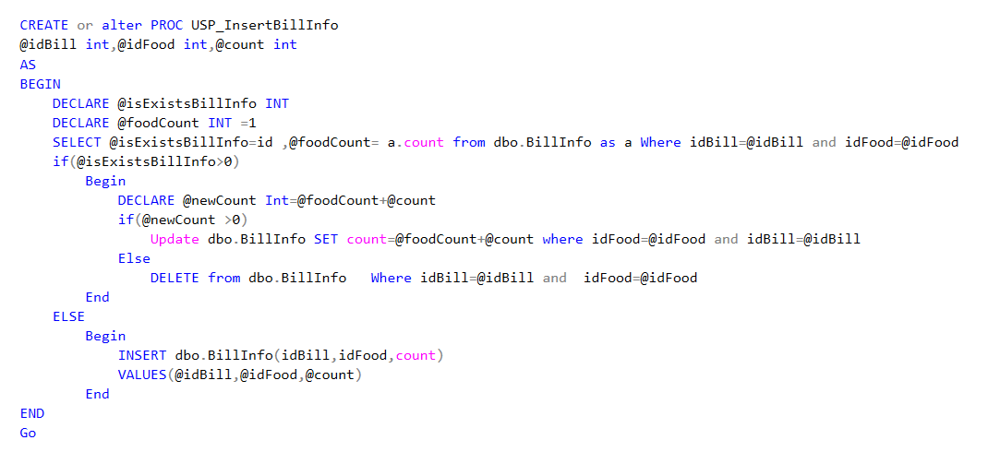 CREATE or alter PROC USP_InsertBillInfo
@idBill int,@idFood int,@count int
AS
BEGIN
DECLARE @isExistsBillInfo INT
DECLARE @foodCount INT =1
SELECT @isExistsBillInfo=id ,@foodCount= a.count from dbo.BillInfo as a Where idBill=@idBill and idFood=@idFood
if(@isExistsBillInfo>0)
Begin
DECLARE @newCount Int=@foodCount+@count
if(@newCount >0)
Update dbo.BillInfo SET count=@foodCount+@count where idFood=@idFood and idBill=@idBill
Else
DELETE from dbo.BillInfo   Where idBill=@idBill and  idFood=@idFood
End
ELSE
Begin
INSERT dbo.BillInfo(idBill,idFood,count)
VALUES(@idBill,@idFood,@count)
End
END
Go